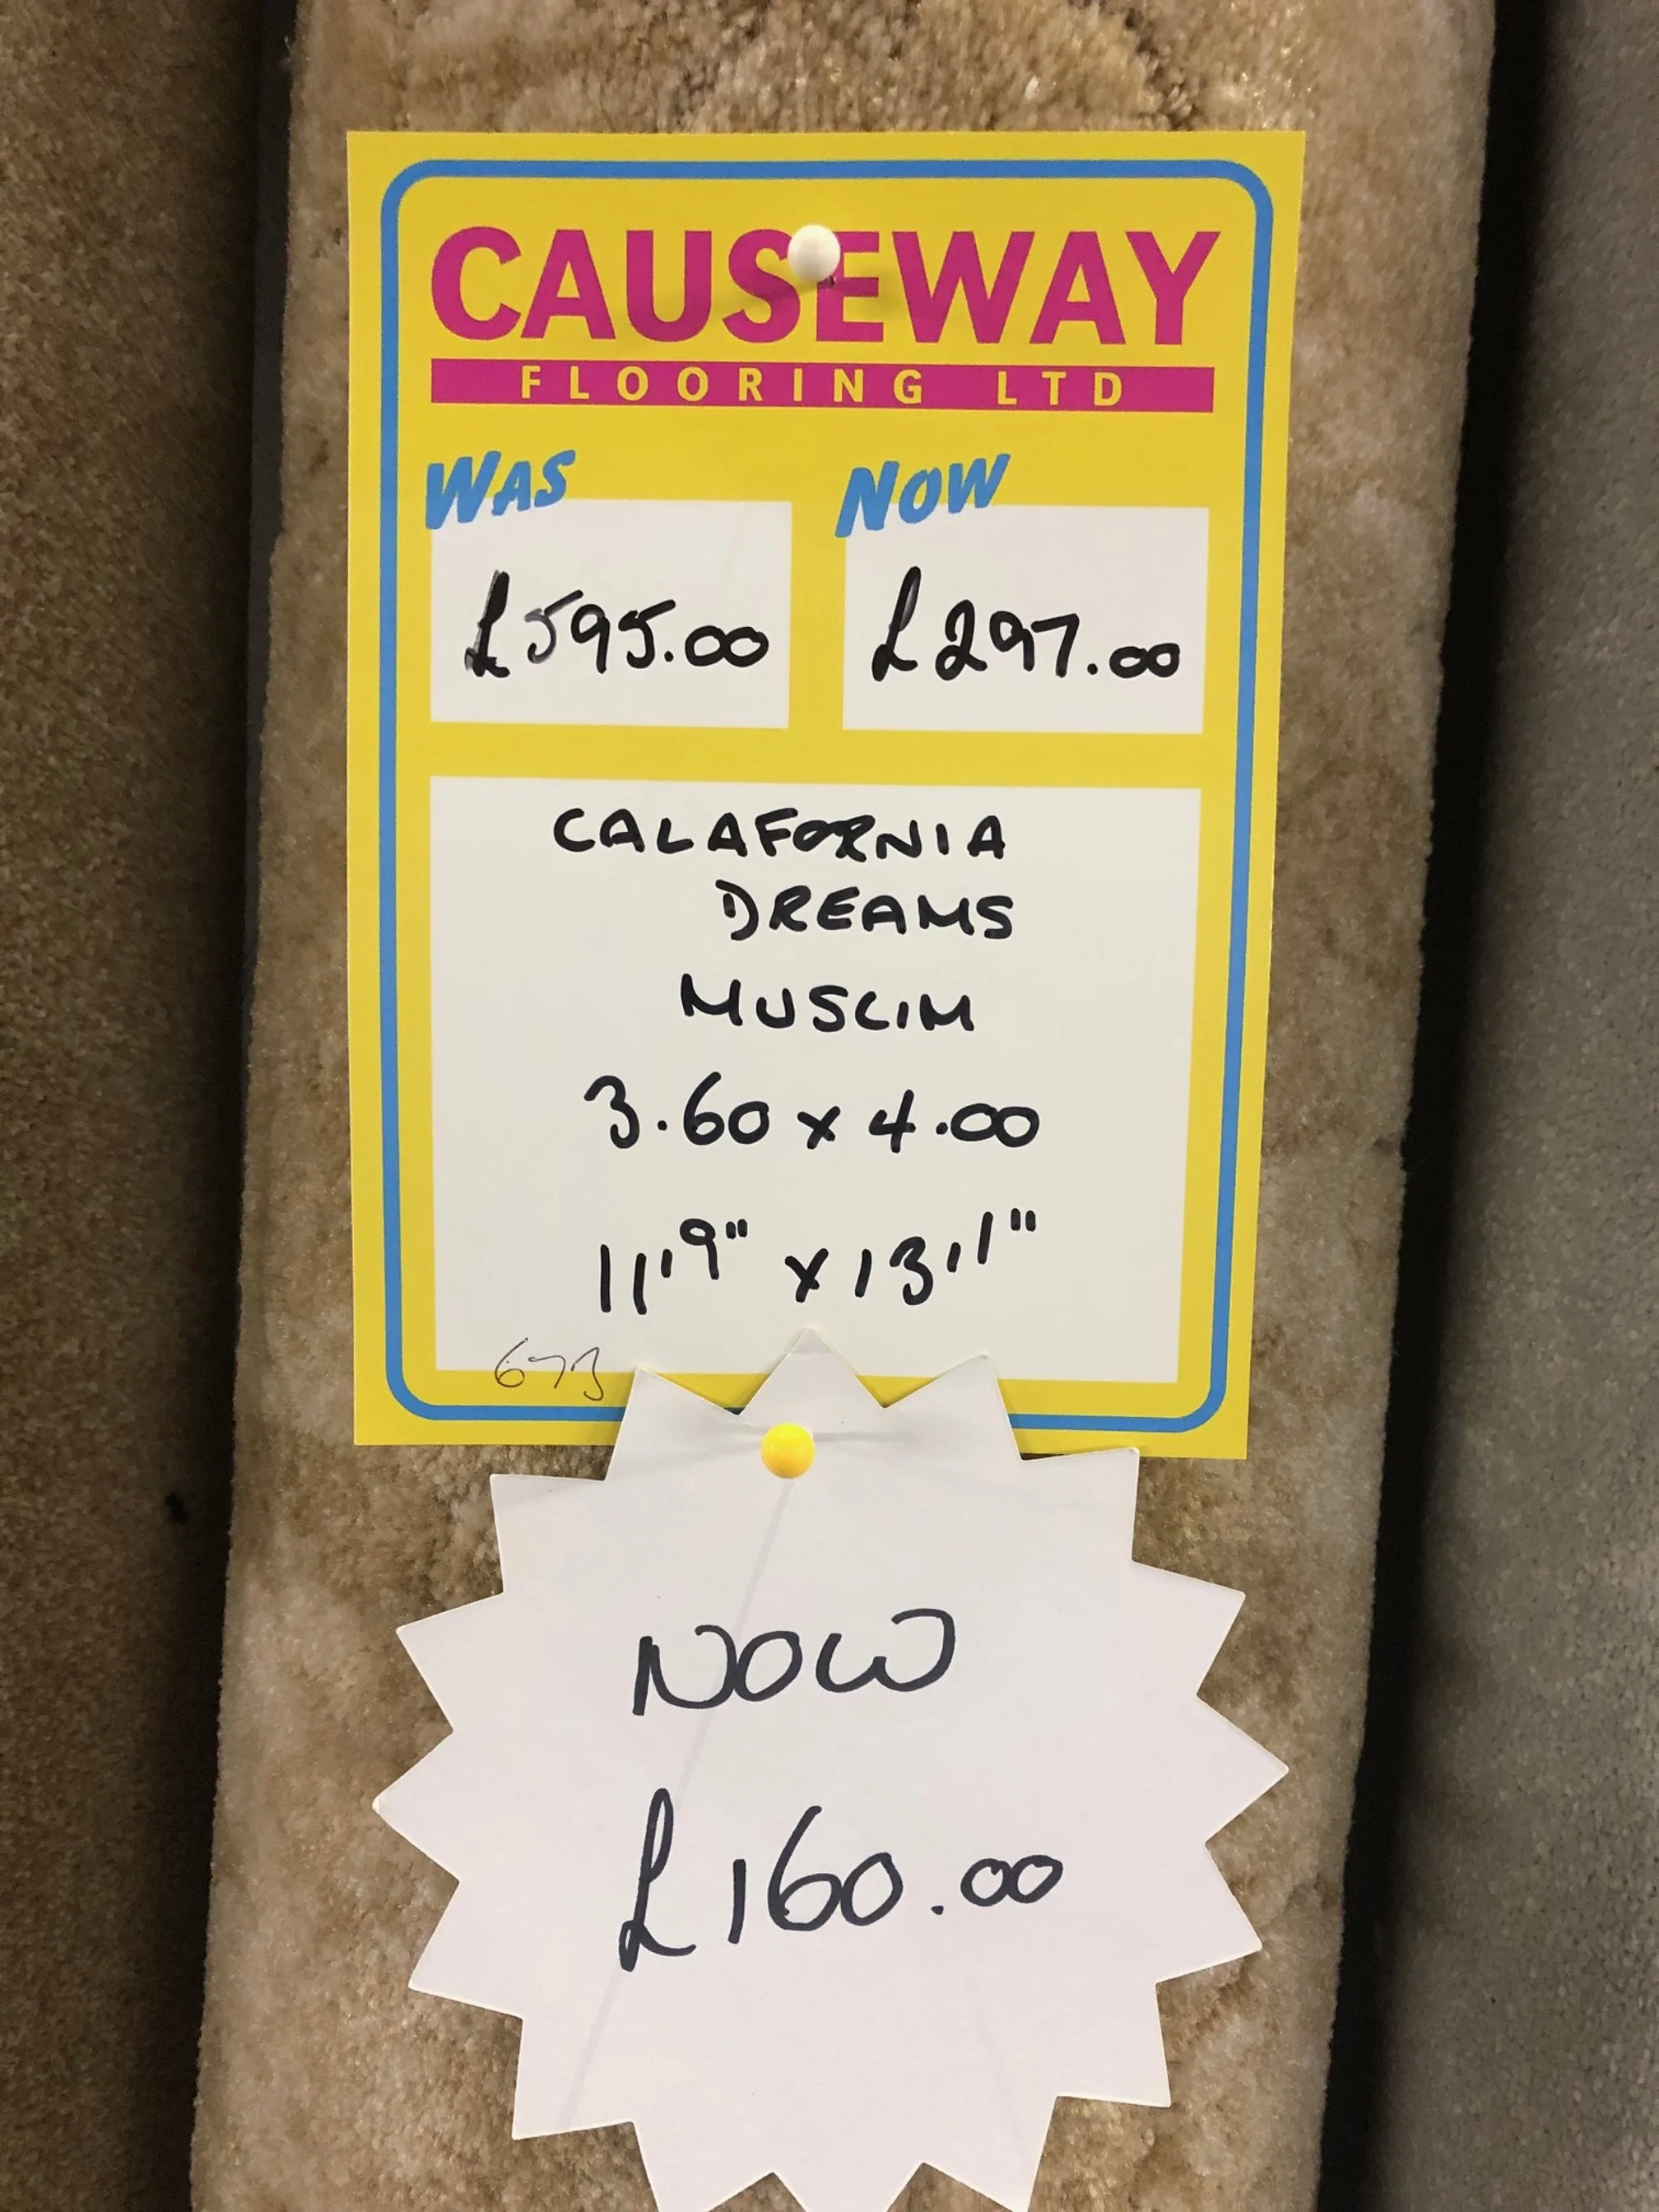 CAUSEWAY
FLOORING LTD
WAS NOW
£595.00 £297.00
CALAFORNIA
DREAMS
MUSLIM
3.60 x 4.00
11'9" x 13'1"
673
NOW
£160.00